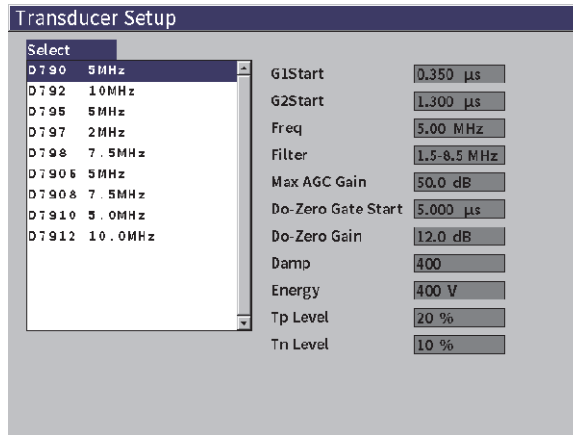 Transducer Setup
Select
D790 5MHz
D792 10MHz
D795 5MHz
D797 2MHz
D798 7.5MHz
D7906 5MHz
D7908 7.5MHz
D7910 5.0MHz
D7912 10.0MHz
G1Start 0.350 µs
G2Start 1.300 µs
Freq 5.00 MHz
Filter 1.5-8.5 MHz
Max AGC Gain 50.0 dB
Do-Zero Gate Start 5.000 µs
Do-Zero Gain 12.0 dB
Damp 400
Energy 400 V
Tp Level 20 %
Tn Level 10 %